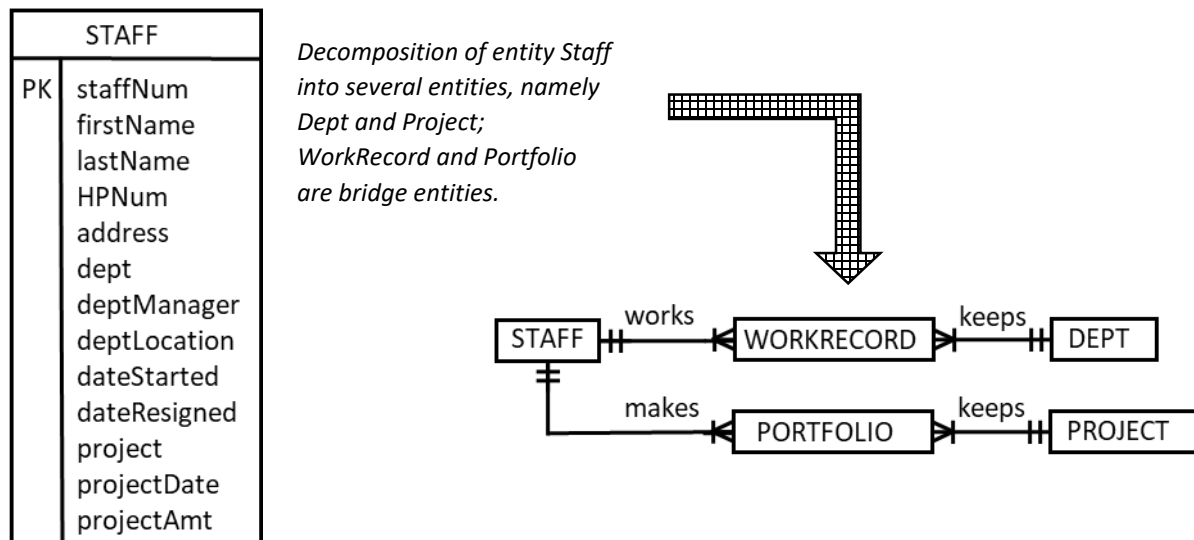 STAFF
PK staffNum
firstName
lastName
HPNum
address
dept
deptManager
deptLocation
dateStarted
dateResigned
project
projectDate
projectAmt
Decomposition of entity Staff
into several entities, namely
Dept and Project;
WorkRecord and Portfolio
are bridge entities.
STAFF works WORKRECORD keeps DEPT
makes PORTFOLIO keeps PROJECT